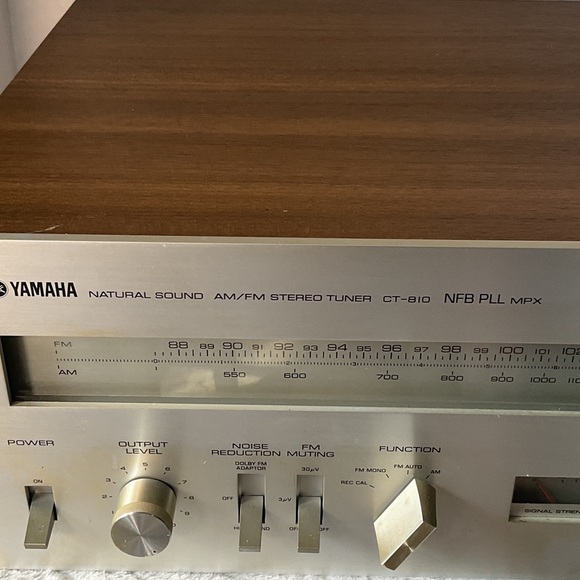 YAMAHA NATURAL SOUND AM/FM STEREO TUNER CT-810 NFB PLL MPX
FM 88 89 90 91 92 93 94 95 96 97 98 99 100 101 102
AM 550 600 700 800 900 1000
POWER
ON
OUTPUT
LEVEL
2 3 4 5 6 7 8 9
NOISE
REDUCTION
DOLBY FM
ADAPTOR
OFF
FM
MUTING
30μV
3μV
OFF
FUNCTION
REC CAL
FM MONO
FM AUTO
AM
SIGNAL